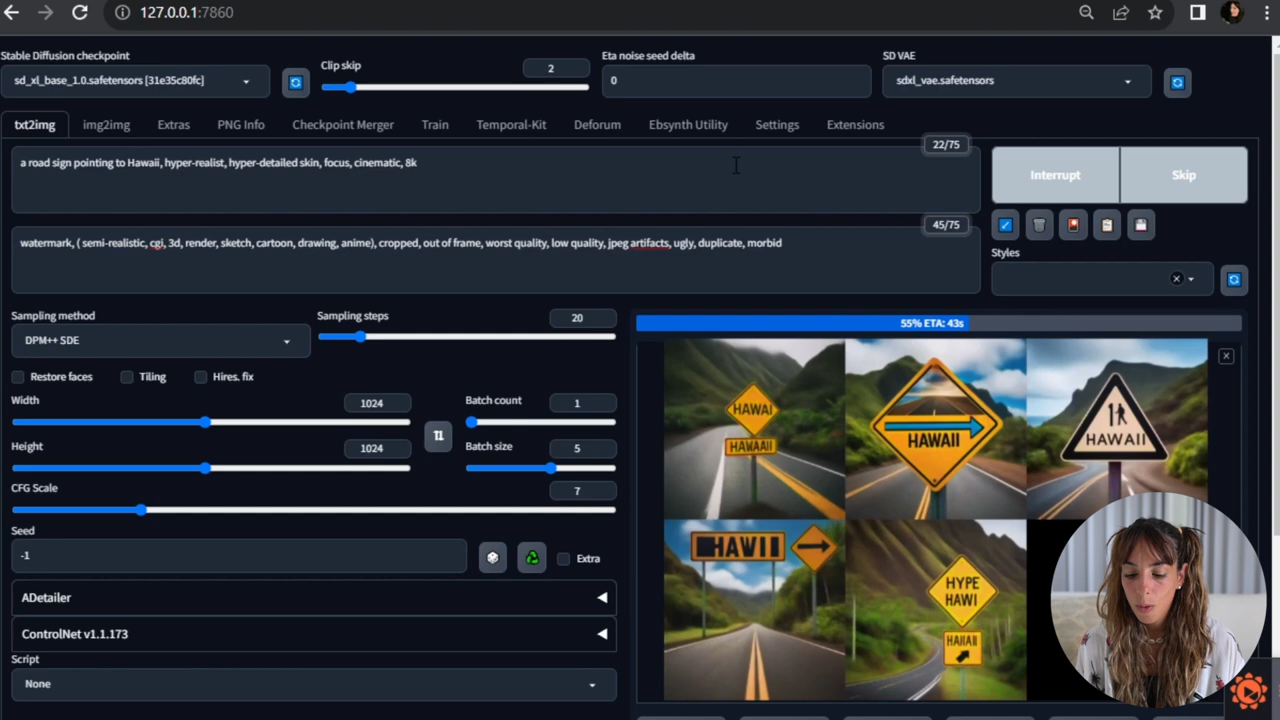 127.0.0.1:7860
Stable Diffusion checkpoint
sd_xl_base_1.0.safetensors [31e35c80fc]
Clip skip
2
Eta noise seed delta
0
SD VAE
sdxl_vae.safetensors
txt2img
img2img
Extras
PNG Info
Checkpoint Merger
Train
Temporal-Kit
Deforum
Ebsynth Utility
Settings
Extensions
22/75
a road sign pointing to Hawaii, hyper-realist, hyper-detailed skin, focus, cinematic, 8k
Interrupt
Skip
45/75
watermark, ( semi-realistic, cgi, 3d, render, sketch, cartoon, drawing, anime), cropped, out of frame, worst quality, low quality, jpeg artifacts, ugly, duplicate, morbid
Styles
Sampling method
DPM++ SDE
Sampling steps
20
55% ETA: 43s
Restore faces
Tiling
Hires. fix
Width
1024
Batch count
1
Height
1024
Batch size
5
CFG Scale
7
Seed
-1
Extra
ADetailer
ControlNet v1.1.173
Script
None
HAWAI
HAWAAII
HAWAII
HAWAII
HAWII
HYPE
HAWI